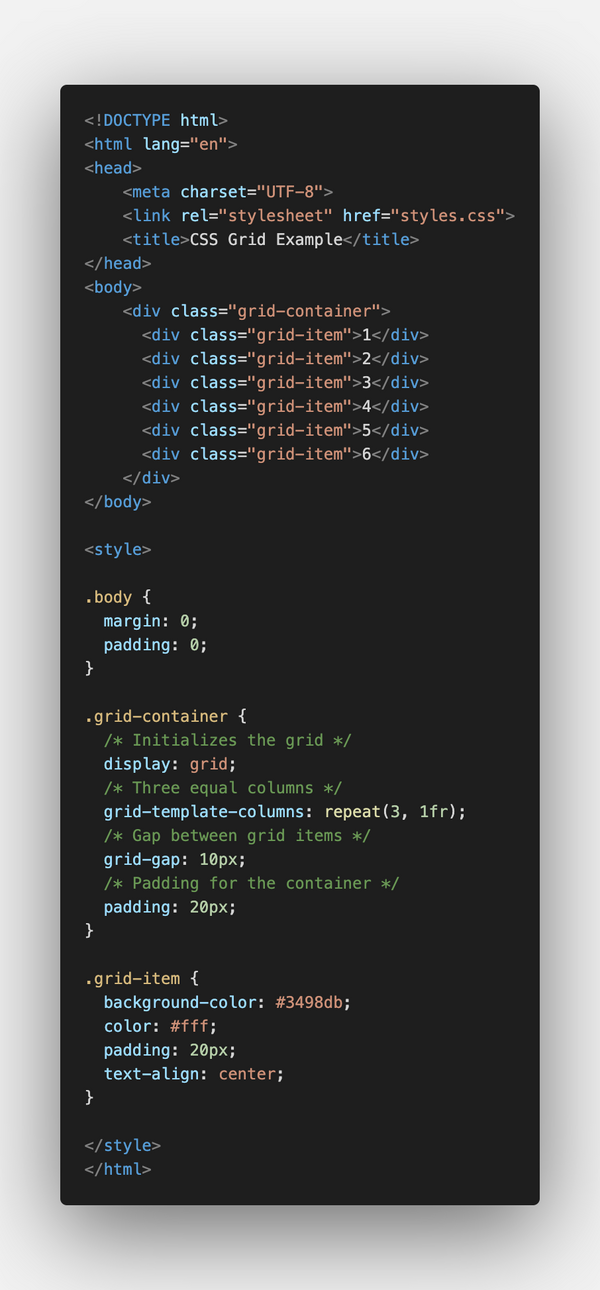 <!DOCTYPE html>
<html lang="en">
<head>
    <meta charset="UTF-8">
    <link rel="stylesheet" href="styles.css">
    <title>CSS Grid Example</title>
</head>
<body>
    <div class="grid-container">
      <div class="grid-item">1</div>
      <div class="grid-item">2</div>
      <div class="grid-item">3</div>
      <div class="grid-item">4</div>
      <div class="grid-item">5</div>
      <div class="grid-item">6</div>
    </div>
</body>

<style>

.body {
  margin: 0;
  padding: 0;
}

.grid-container {
  /* Initializes the grid */
  display: grid;
  /* Three equal columns */
  grid-template-columns: repeat(3, 1fr);
  /* Gap between grid items */
  grid-gap: 10px;
  /* Padding for the container */
  padding: 20px;
}

.grid-item {
  background-color: #3498db;
  color: #fff;
  padding: 20px;
  text-align: center;
}

</style>
</html>